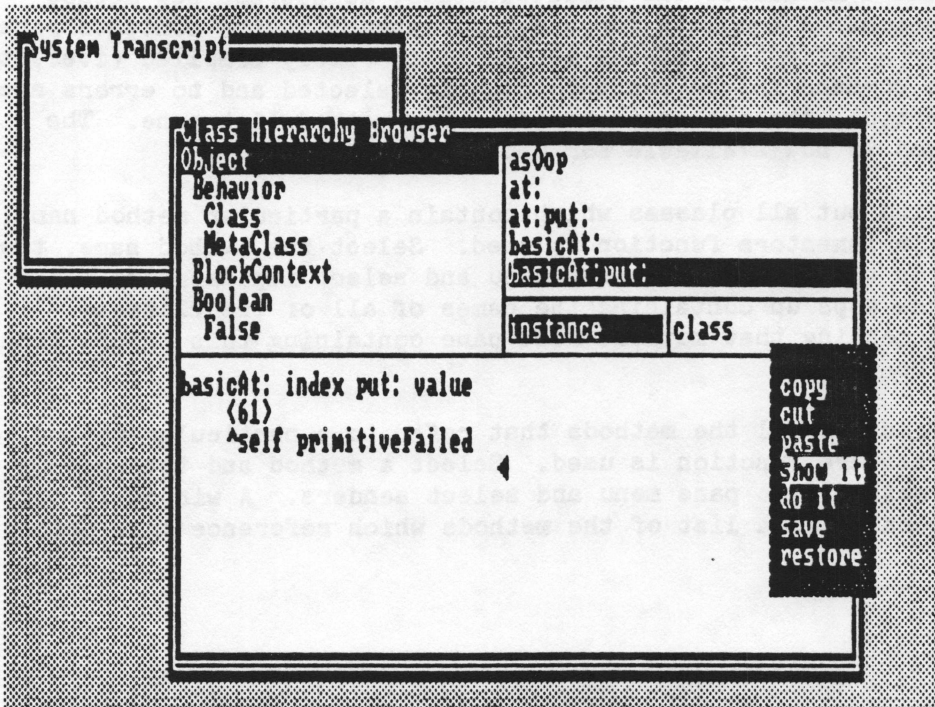 System Transcript
Class Hierarchy Browser
Object
Behavior
Class
MetaClass
BlockContext
Boolean
False
asOop
at:
at:put:
basicAt:
basicAt:put:
instance
class
basicAt: index put: value
<61>
^self primitiveFailed
copy
cut
paste
show it
do it
save
restore